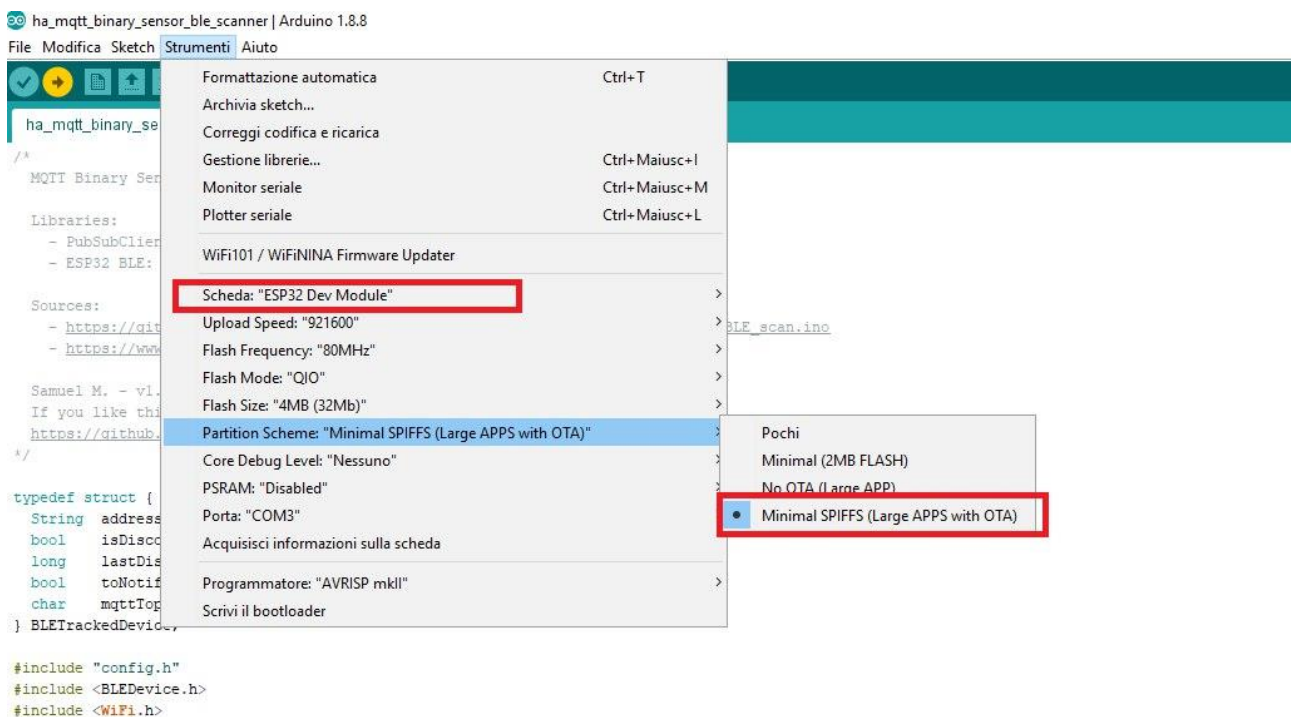 ha_mqtt_binary_sensor_ble_scanner | Arduino 1.8.8
File Modifica Sketch Strumenti Aiuto
ha_mqtt_binary_se
Formattazione automatica Ctrl+T
Archivia sketch...
Correggi codifica e ricarica
Gestione librerie... Ctrl+Maiusc+I
Monitor seriale Ctrl+Maiusc+M
Plotter seriale Ctrl+Maiusc+L
WiFi101 / WiFiNINA Firmware Updater
Scheda: "ESP32 Dev Module"
Upload Speed: "921600"
Flash Frequency: "80MHz"
Flash Mode: "QIO"
Flash Size: "4MB (32Mb)"
Partition Scheme: "Minimal SPIFFS (Large APPS with OTA)"
Core Debug Level: "Nessuno"
PSRAM: "Disabled"
Porta: "COM3"
Acquisisci informazioni sulla scheda
Programmatore: "AVRISP mkII"
Scrivi il bootloader
Pochi
Minimal (2MB FLASH)
No OTA (Large APP)
Minimal SPIFFS (Large APPS with OTA)
/*
MQTT Binary Sen
Libraries:
- PubSubClien
- ESP32 BLE:
Sources:
- https://git BLE_scan.ino
- https://www
Samuel M. - v1.
If you like thi
https://github.
*/
typedef struct {
String address
bool isDisco
long lastDis
bool toNotif
char mqttTop
} BLETrackedDevice;
#include "config.h"
#include <BLEDevice.h>
#include <WiFi.h>